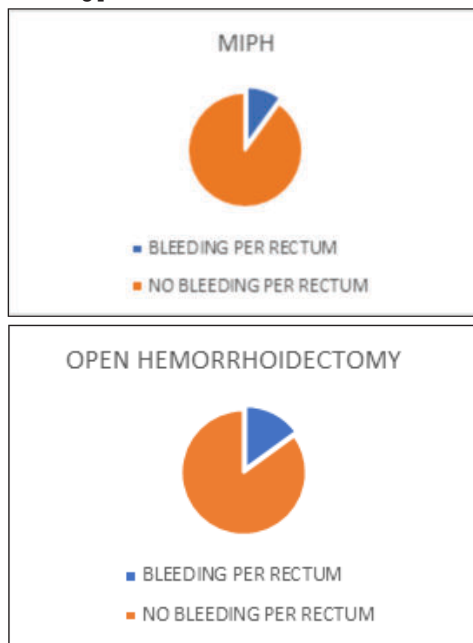 MIPH
BLEEDING PER RECTUM
NO BLEEDING PER RECTUM
OPEN HEMORRHOIDECTOMY
BLEEDING PER RECTUM
NO BLEEDING PER RECTUM